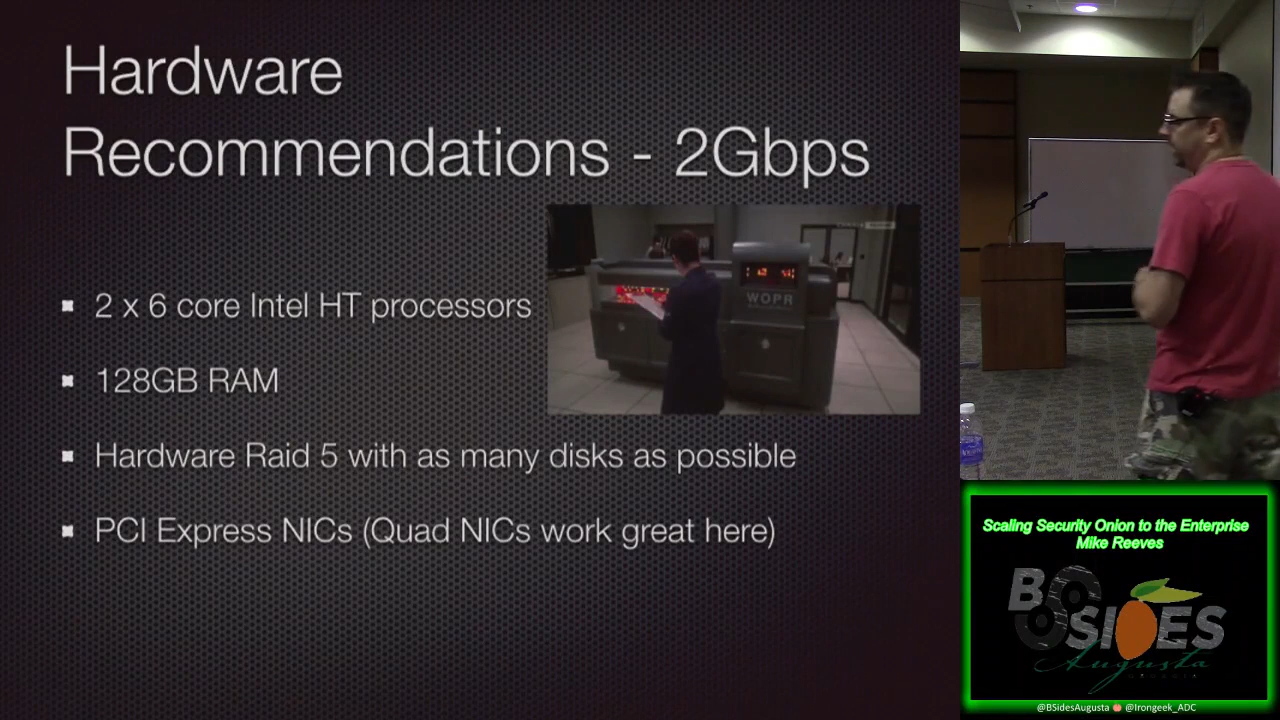 Hardware
Recommendations - 2Gbps
2 x 6 core Intel HT processors
128GB RAM
Hardware Raid 5 with as many disks as possible
PCI Express NICs (Quad NICs work great here)
WOPR
Scaling Security Onion to the Enterprise
Mike Reeves
BSIDES
Augusta
@BSidesAugusta @Irongeek_ADC